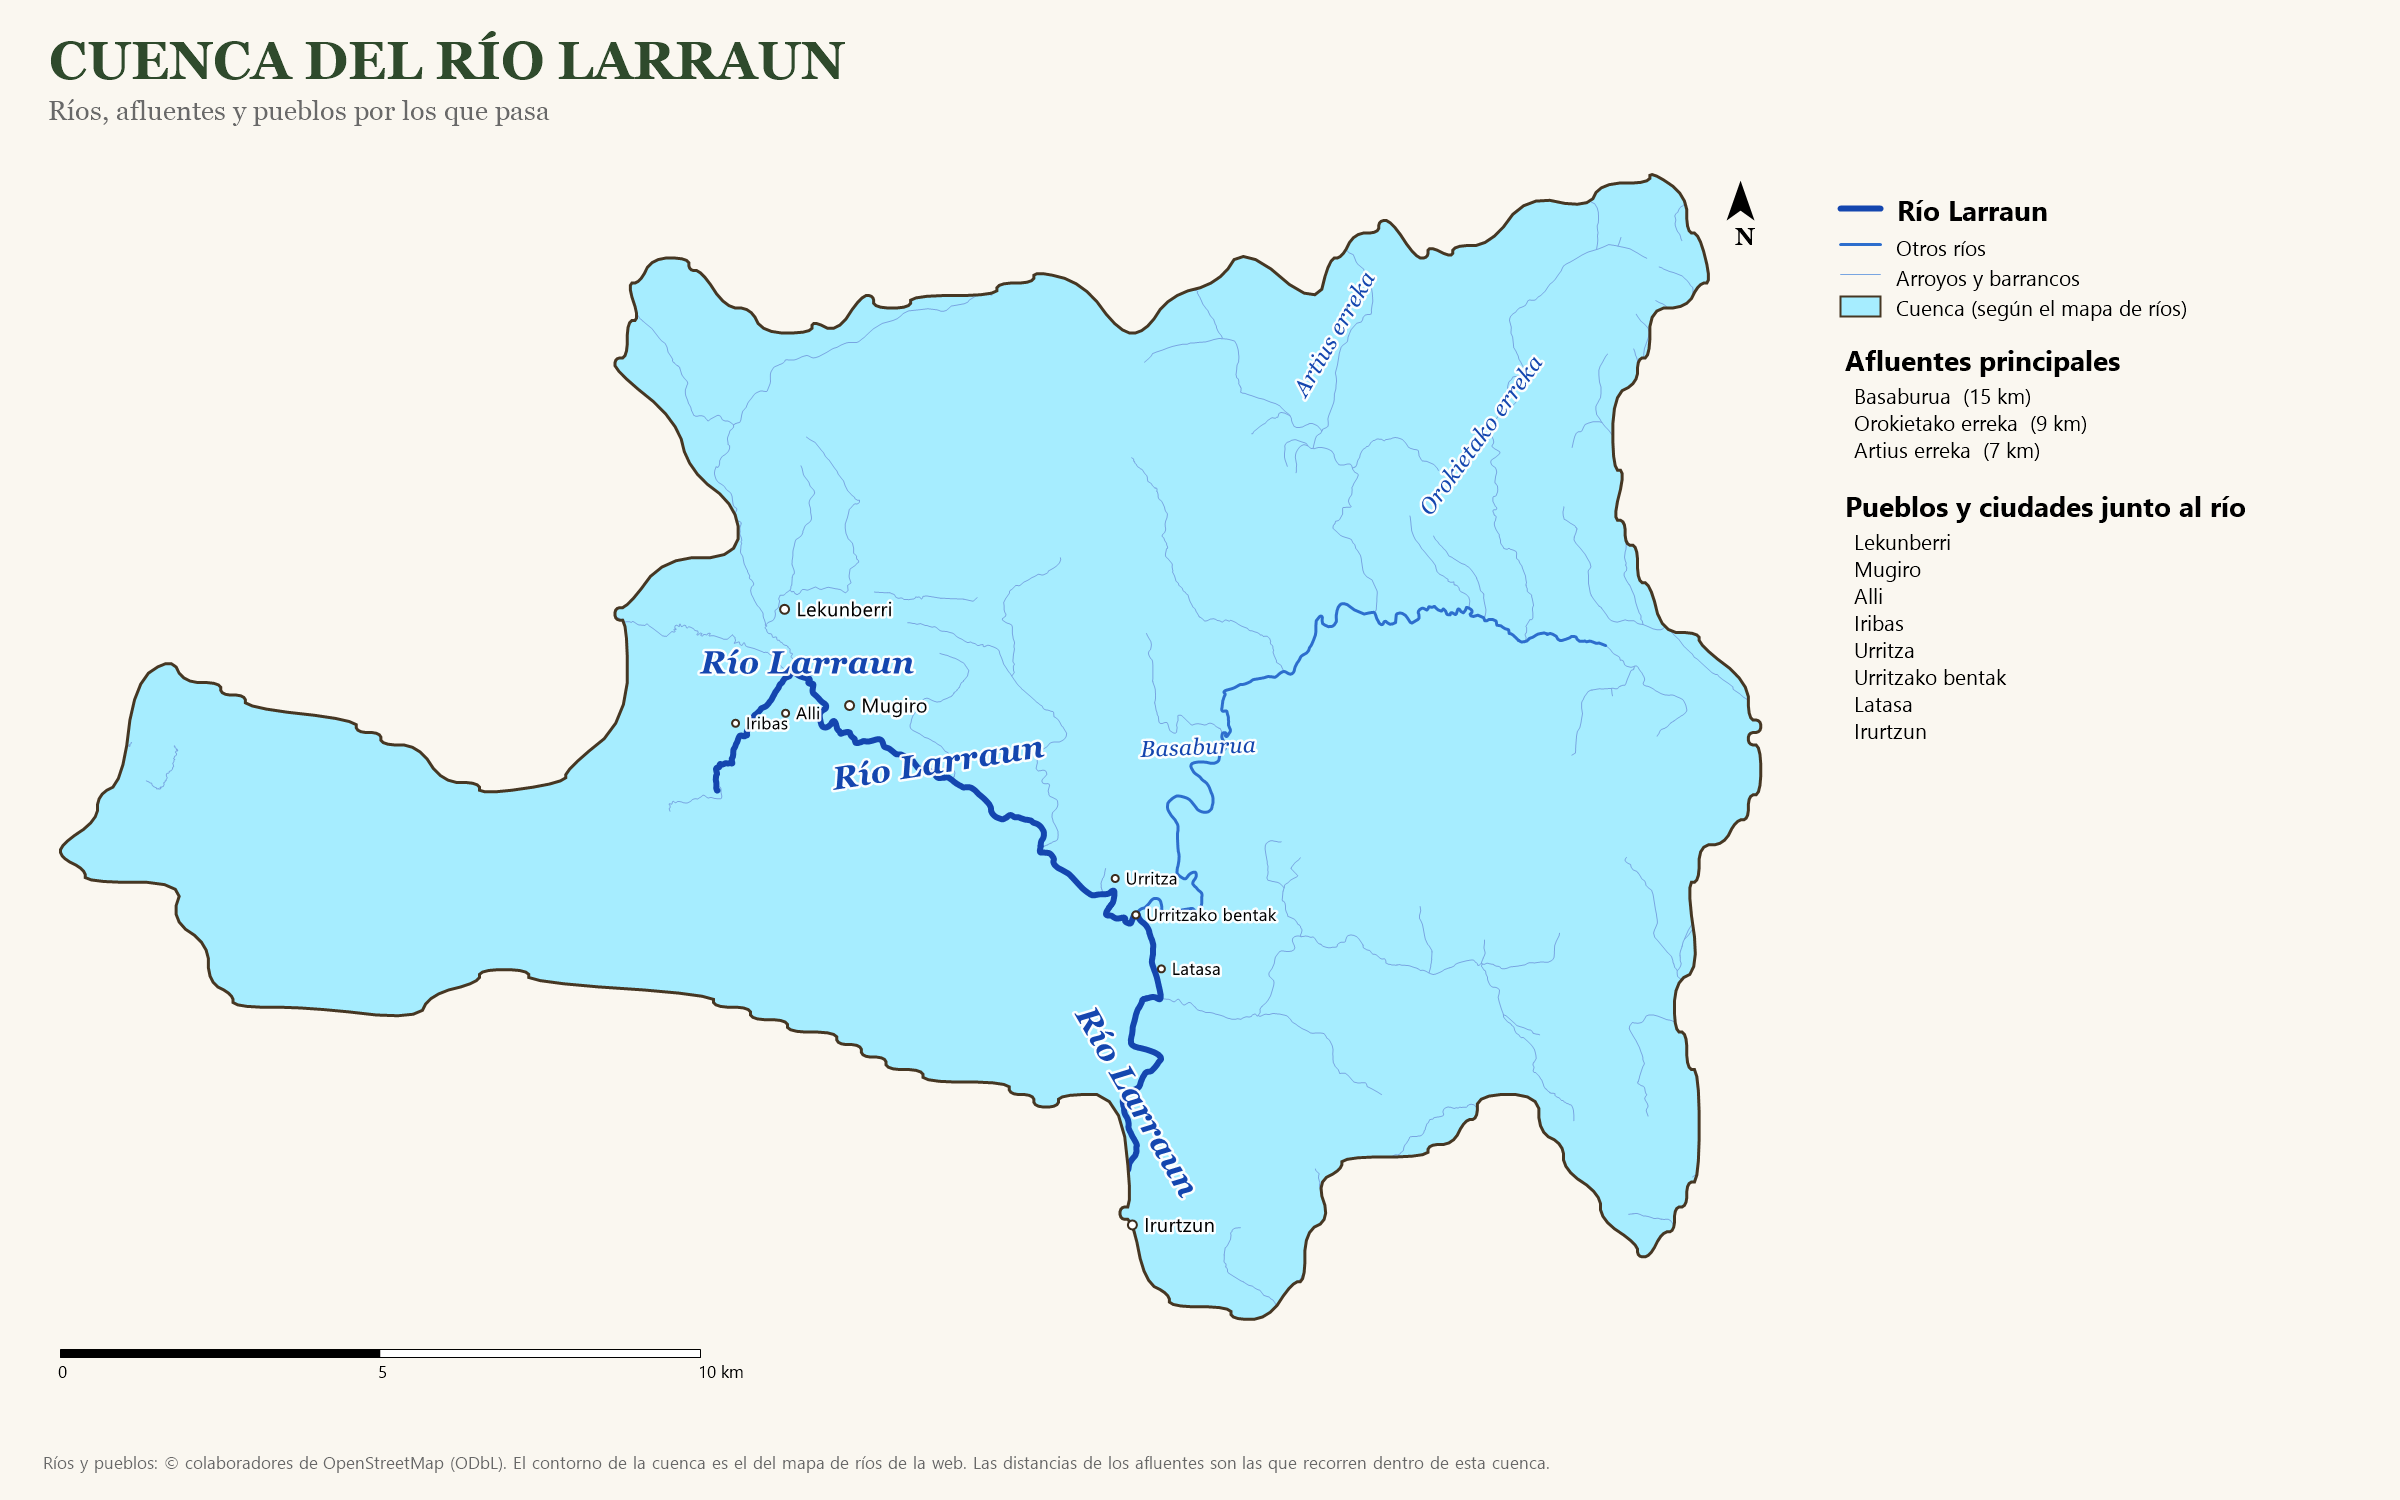 CUENCA DEL RÍO LARRAUN
Ríos, afluentes y pueblos por los que pasa
N
Río Larraun
Otros ríos
Arroyos y barrancos
Cuenca (según el mapa de ríos)
Afluentes principales
Basaburua (15 km)
Orokietako erreka (9 km)
Artius erreka (7 km)
Pueblos y ciudades junto al río
Lekunberri
Mugiro
Alli
Iribas
Urritza
Urritzako bentak
Latasa
Irurtzun
Artius erreka
Orokietako erreka
Lekunberri
Río Larraun
Mugiro
Alli
Iribas
Río Larraun
Basaburua
Urritza
Urritzako bentak
Latasa
Río Larraun
Irurtzun
0 5 10 km
Ríos y pueblos: © colaboradores de OpenStreetMap (ODbL). El contorno de la cuenca es el del mapa de ríos de la web. Las distancias de los afluentes son las que recorren dentro de esta cuenca.